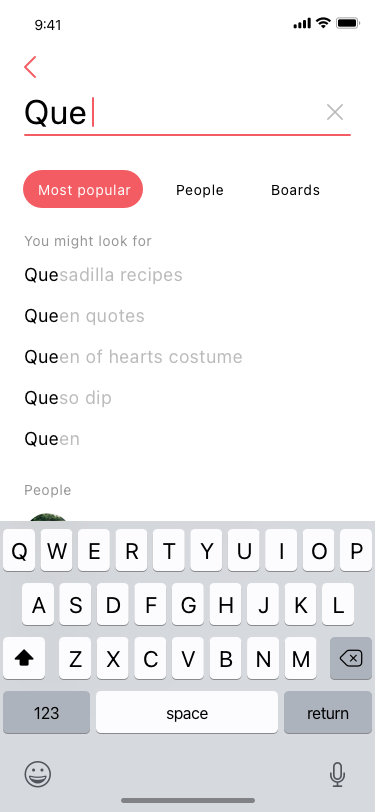 9:41
Que
Most popular People Boards
You might look for
Quesadilla recipes
Queen quotes
Queen of hearts costume
Queso dip
Queen
People
Q W E R T Y U I O P
A S D F G H J K L
Z X C V B N M
123 space return